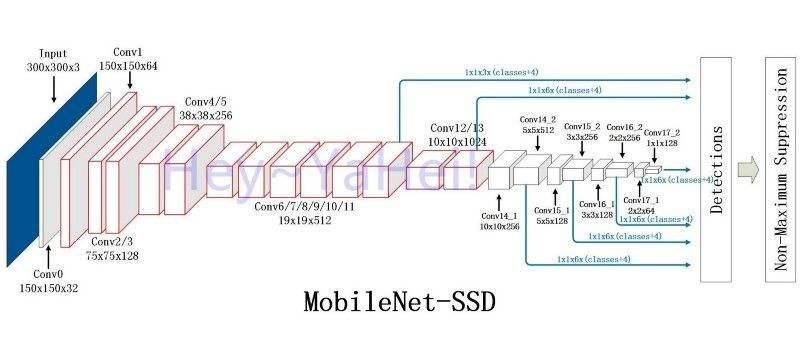 Input
300x300x3
Conv1
150x150x64
Conv4/5
38x38x256
Conv12/13
10x10x1024
Conv14_2
5x5x512
Conv15_2
3x3x256
Conv16_2
2x2x256
Conv17_2
1x1x128
1x1x3x(classes+4)
1x1x6x(classes+4)
Hey~YaHei!
Conv0
150x150x32
Conv2/3
75x75x128
Conv6/7/8/9/10/11
19x19x512
Conv14_1
10x10x256
Conv15_1
5x5x128
Conv16_1
3x3x128
Conv17_1
2x2x64
1x1x6x(classes+4)
1x1x6x(classes+4)
1x1x6x(classes+4)
1x1x6x(classes+4)
Detections
Non-Maximum Suppression
MobileNet-SSD